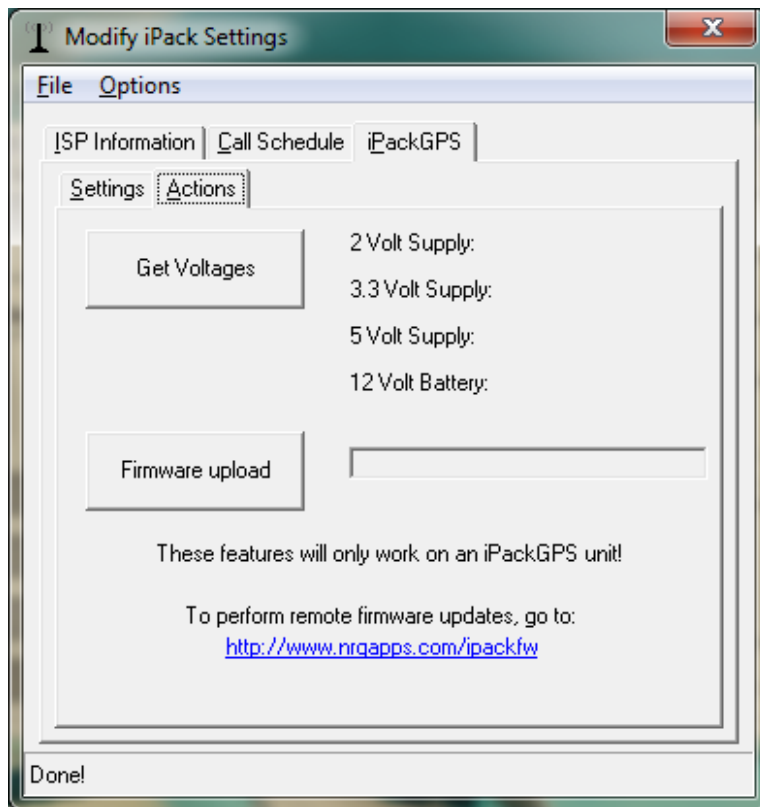 Modify iPack Settings
x
File Options
ISP Information Call Schedule iPackGPS
Settings Actions
Get Voltages
2 Volt Supply:
3.3 Volt Supply:
5 Volt Supply:
12 Volt Battery:
Firmware upload
These features will only work on an iPackGPS unit!
To perform remote firmware updates, go to:
http://www.nrgapps.com/ipackfw
Done!